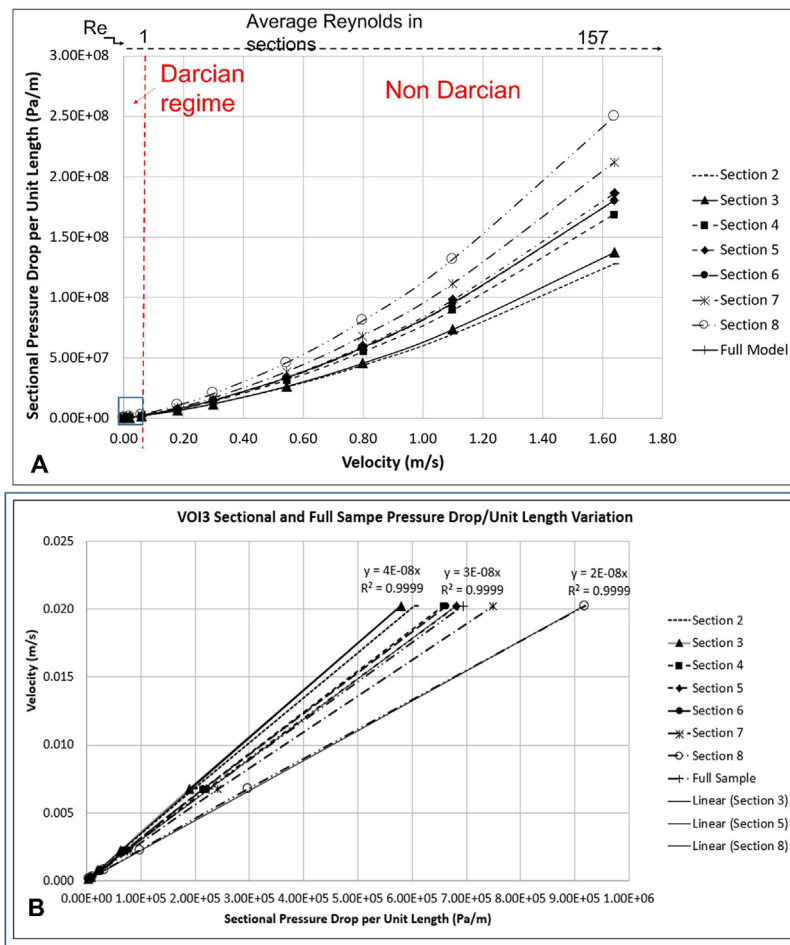 Re
1
Average Reynolds in
sections
157
3.00E+08
2.50E+08
2.00E+08
1.50E+08
1.00E+08
5.00E+07
0.00E+00
Sectional Pressure Drop per Unit Length (Pa/m)
Darcian
regime
Non Darcian
Section 2
Section 3
Section 4
Section 5
Section 6
Section 7
Section 8
Full Model
0.00 0.20 0.40 0.60 0.80 1.00 1.20 1.40 1.60 1.80
Velocity (m/s)
A
VOI3 Sectional and Full Sampe Pressure Drop/Unit Length Variation
0.025
0.020
0.015
0.010
0.005
0.000
Velocity (m/s)
y = 4E-08x
R² = 0.9999
y = 3E-08x
R² = 0.9999
y = 2E-08x
R² = 0.9999
Section 2
Section 3
Section 4
Section 5
Section 6
Section 7
Section 8
Full Sample
Linear (Section 3)
Linear (Section 5)
Linear (Section 8)
0.00E+00 1.00E+05 2.00E+05 3.00E+05 4.00E+05 5.00E+05 6.00E+05 7.00E+05 8.00E+05 9.00E+05 1.00E+06
Sectional Pressure Drop per Unit Length (Pa/m)
B